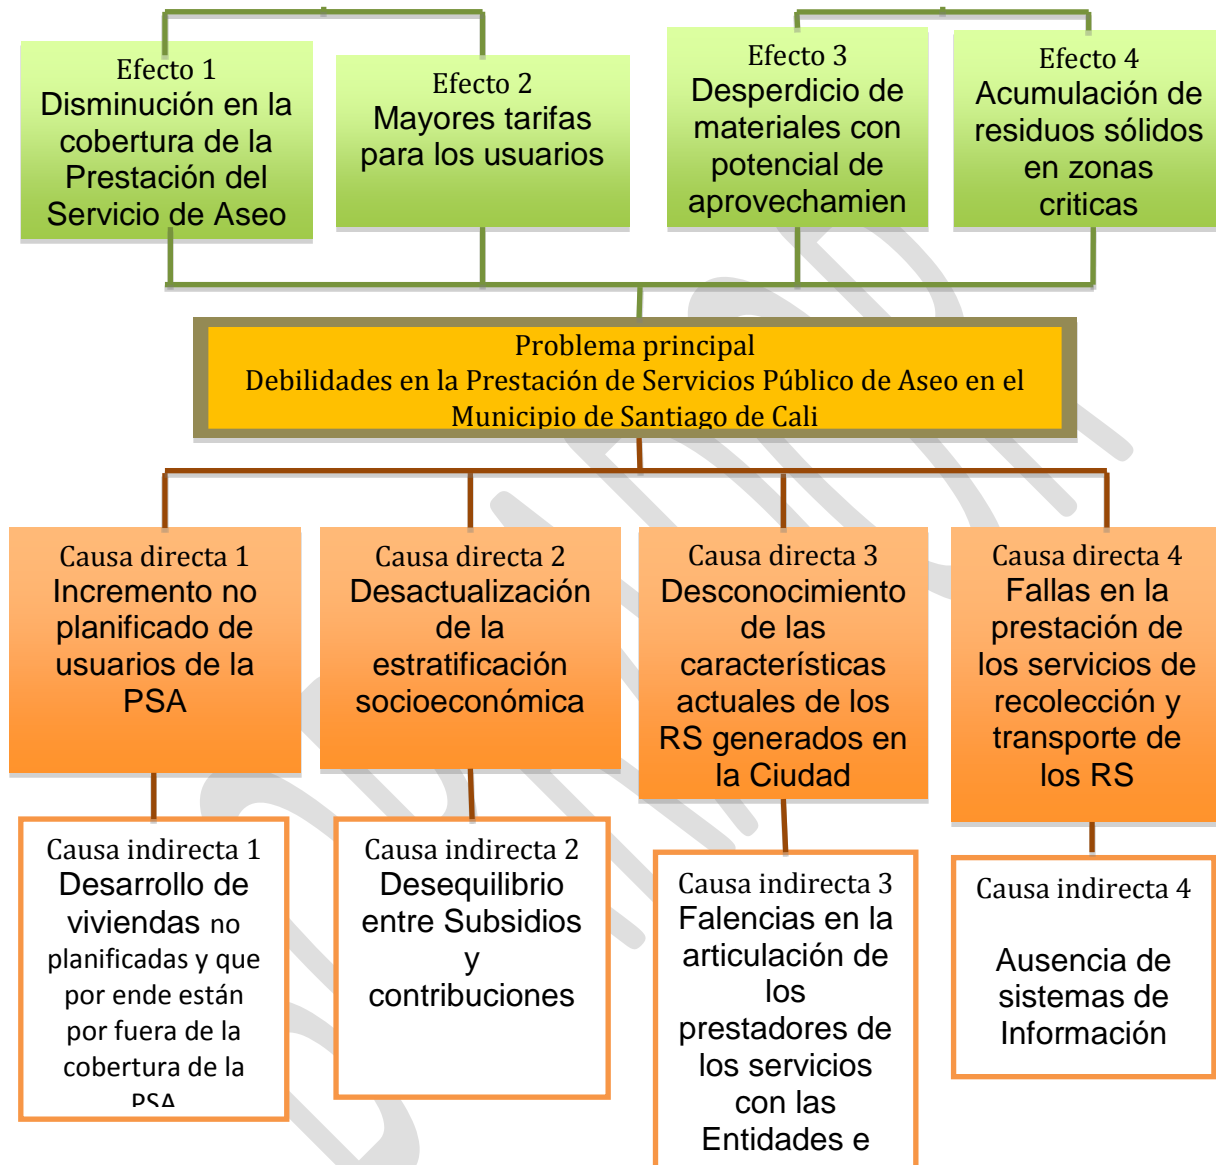 Efecto 1
Disminución en la
cobertura de la
Prestación del
Servicio de Aseo
Efecto 2
Mayores tarifas
para los usuarios
Efecto 3
Desperdicio de
materiales con
potencial de
aprovechamien
Efecto 4
Acumulación de
residuos sólidos
en zonas
criticas
Problema principal
Debilidades en la Prestación de Servicios Público de Aseo en el
Municipio de Santiago de Cali
Causa directa 1
Incremento no
planificado de
usuarios de la
PSA
Causa directa 2
Desactualización
de la
estratificación
socioeconómica
Causa directa 3
Desconocimiento
de las
características
actuales de los
RS generados en
la Ciudad
Causa directa 4
Fallas en la
prestación de
los servicios de
recolección y
transporte de
los RS
Causa indirecta 1
Desarrollo de
viviendas no
planificadas y que
por ende están
por fuera de la
cobertura de la
PSA
Causa indirecta 2
Desequilibrio
entre Subsidios
y
contribuciones
Causa indirecta 3
Falencias en la
articulación de
los
prestadores de
los servicios
con las
Entidades e
Causa indirecta 4
Ausencia de
sistemas de
Información